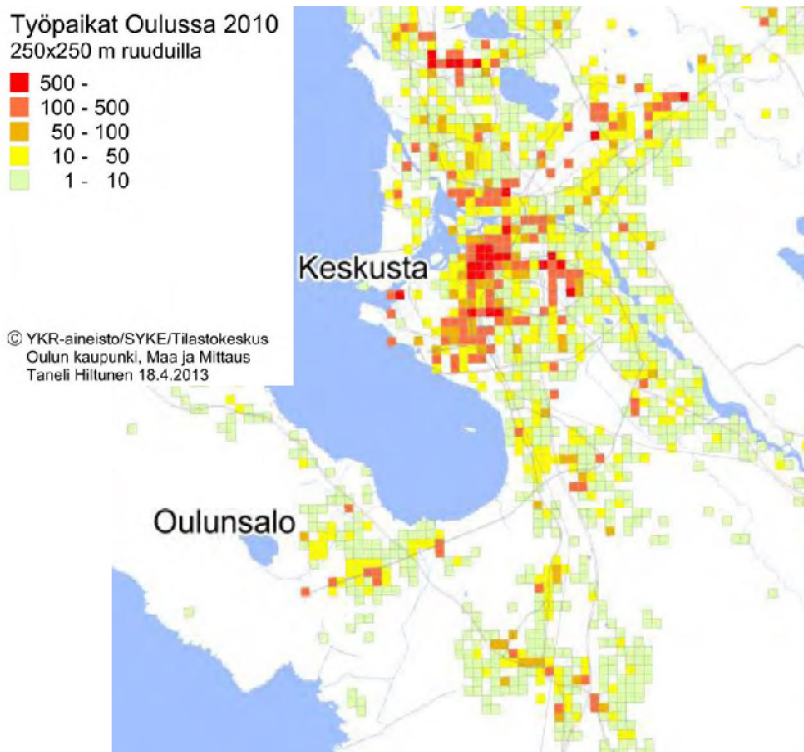 Työpaikat Oulussa 2010
250x250 m ruuduilla
500 -
100 - 500
50 - 100
10 - 50
1 - 10
Keskusta
© YKR-aineisto/SYKE/Tilastokeskus
Oulun kaupunki, Maa ja Mittaus
Taneli Hiltunen 18.4.2013
Oulunsalo